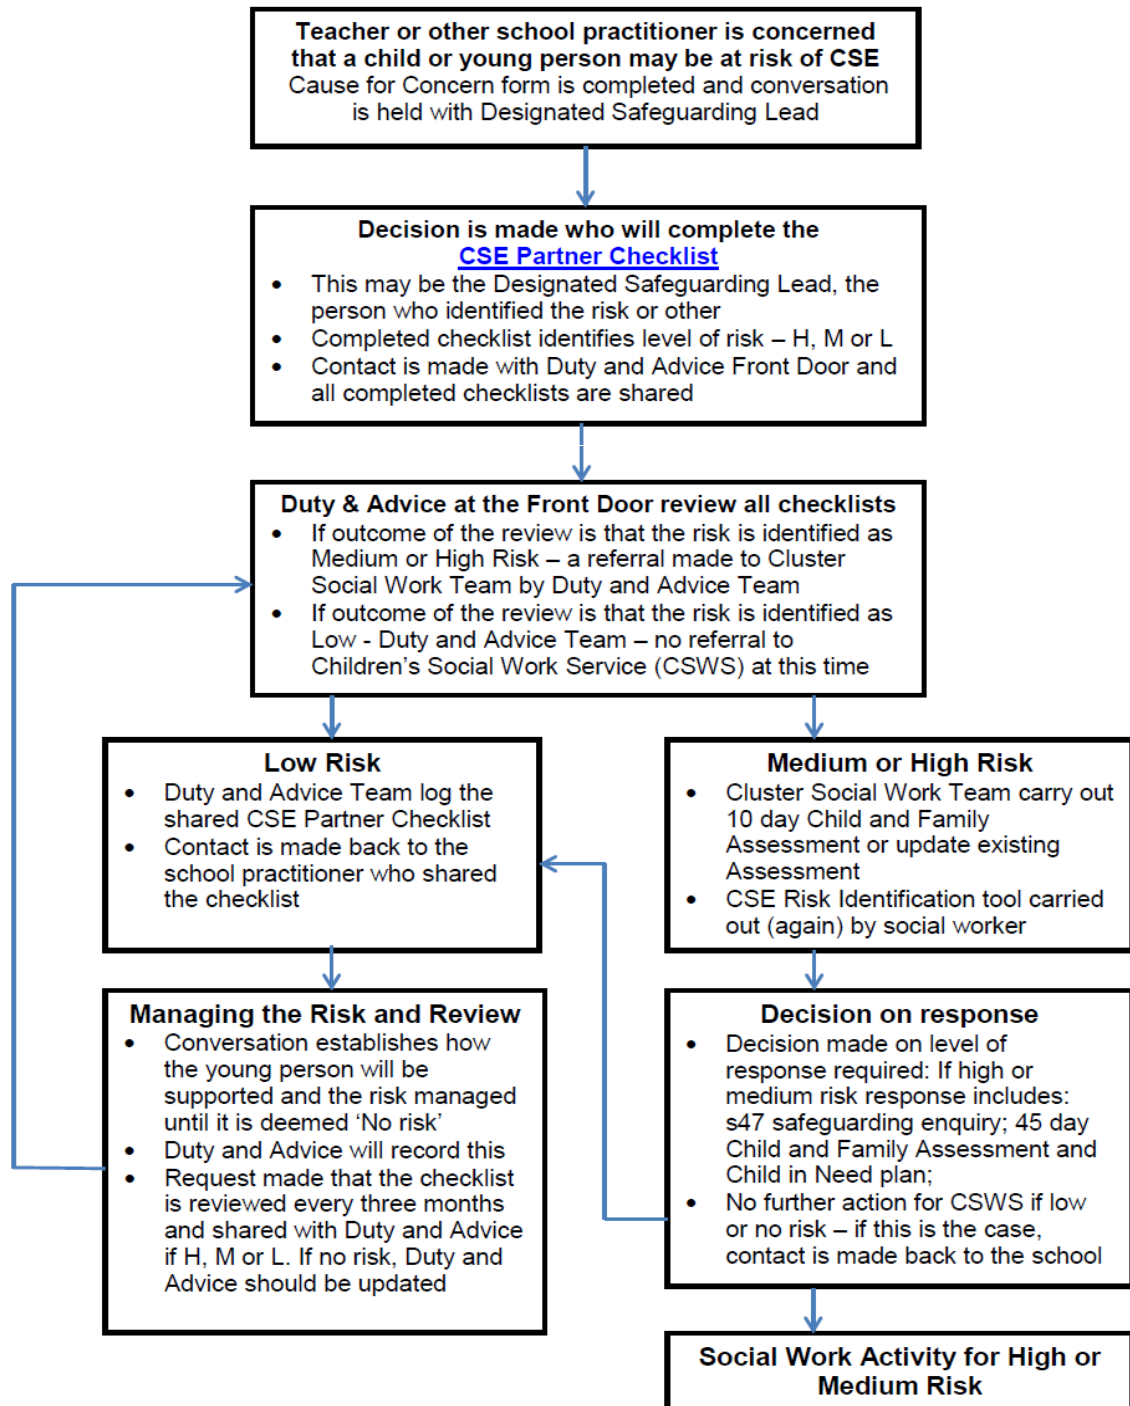 Teacher or other school practitioner is concerned
that a child or young person may be at risk of CSE
Cause for Concern form is completed and conversation
is held with Designated Safeguarding Lead
Decision is made who will complete the
CSE Partner Checklist
• This may be the Designated Safeguarding Lead, the
person who identified the risk or other
• Completed checklist identifies level of risk – H, M or L
• Contact is made with Duty and Advice Front Door and
all completed checklists are shared
Duty & Advice at the Front Door review all checklists
• If outcome of the review is that the risk is identified as
Medium or High Risk – a referral made to Cluster
Social Work Team by Duty and Advice Team
• If outcome of the review is that the risk is identified as
Low - Duty and Advice Team – no referral to
Children's Social Work Service (CSWS) at this time
Low Risk
• Duty and Advice Team log the
shared CSE Partner Checklist
• Contact is made back to the
school practitioner who shared
the checklist
Medium or High Risk
• Cluster Social Work Team carry out
10 day Child and Family
Assessment or update existing
Assessment
• CSE Risk Identification tool carried
out (again) by social worker
Managing the Risk and Review
• Conversation establishes how
the young person will be
supported and the risk managed
until it is deemed 'No risk'
• Duty and Advice will record this
• Request made that the checklist
is reviewed every three months
and shared with Duty and Advice
if H, M or L. If no risk, Duty and
Advice should be updated
Decision on response
• Decision made on level of
response required: If high or
medium risk response includes:
s47 safeguarding enquiry; 45 day
Child and Family Assessment and
Child in Need plan;
• No further action for CSWS if low
or no risk – if this is the case,
contact is made back to the school
Social Work Activity for High or
Medium Risk